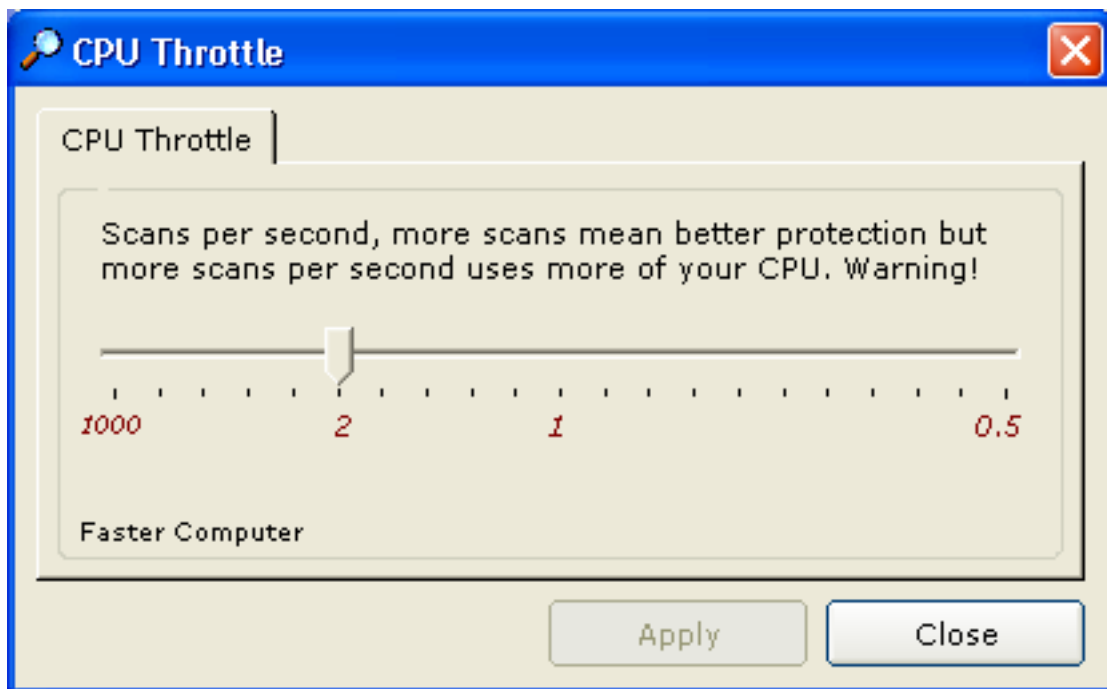 CPU Throttle
CPU Throttle
Scans per second, more scans mean better protection but
more scans per second uses more of your CPU. Warning!
1000 2 1 0.5
Faster Computer
Apply Close